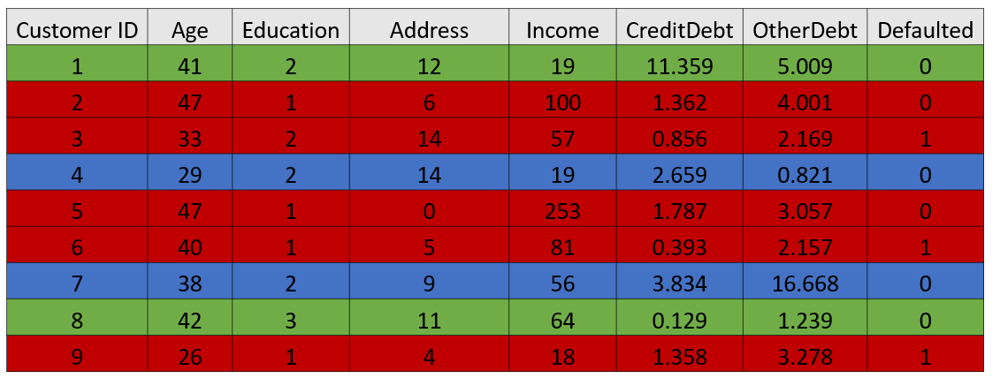 Customer ID Age Education Address Income CreditDebt OtherDebt Defaulted
1 41 2 12 19 11.359 5.009 0
2 47 1 6 100 1.362 4.001 0
3 33 2 14 57 0.856 2.169 1
4 29 2 14 19 2.659 0.821 0
5 47 1 0 253 1.787 3.057 0
6 40 1 5 81 0.393 2.157 1
7 38 2 9 56 3.834 16.668 0
8 42 3 11 64 0.129 1.239 0
9 26 1 4 18 1.358 3.278 1